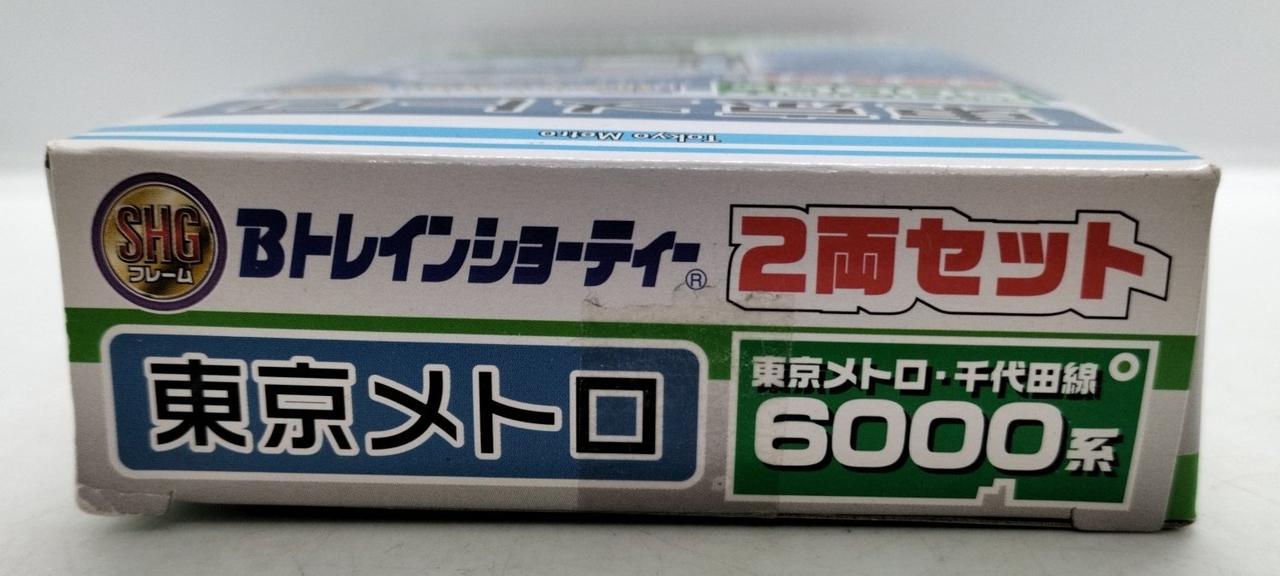 Tokyo Metro
SHG
フレーム
Bトレインショーティー®
2両セット
東京メトロ
東京メトロ・千代田線
6000系